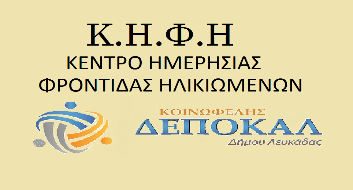 Κ.Η.Φ.Η
ΚΕΝΤΡΟ ΗΜΕΡΗΣΙΑΣ
ΦΡΟΝΤΙΔΑΣ ΗΛΙΚΙΩΜΕΝΩΝ
ΚΟΙΝΩΦΕΛΗΣ
ΔΕΠΟΚΑΛ
Δήμου Λευκάδας